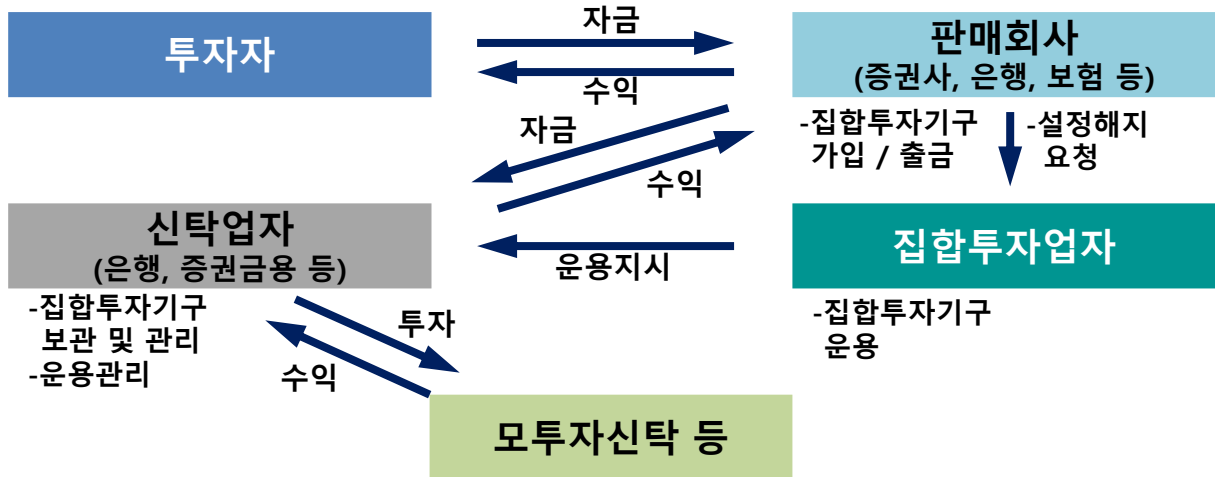 투자자
자금
수익
판매회사
(증권사, 은행, 보험 등)
-집합투자기구
가입 / 출금
-설정해지
요청
자금
수익
신탁업자
(은행, 증권금용 등)
운용지시
집합투자업자
-집합투자기구
보관 및 관리
-운용관리
투자
수익
-집합투자기구
운용
모투자신탁 등